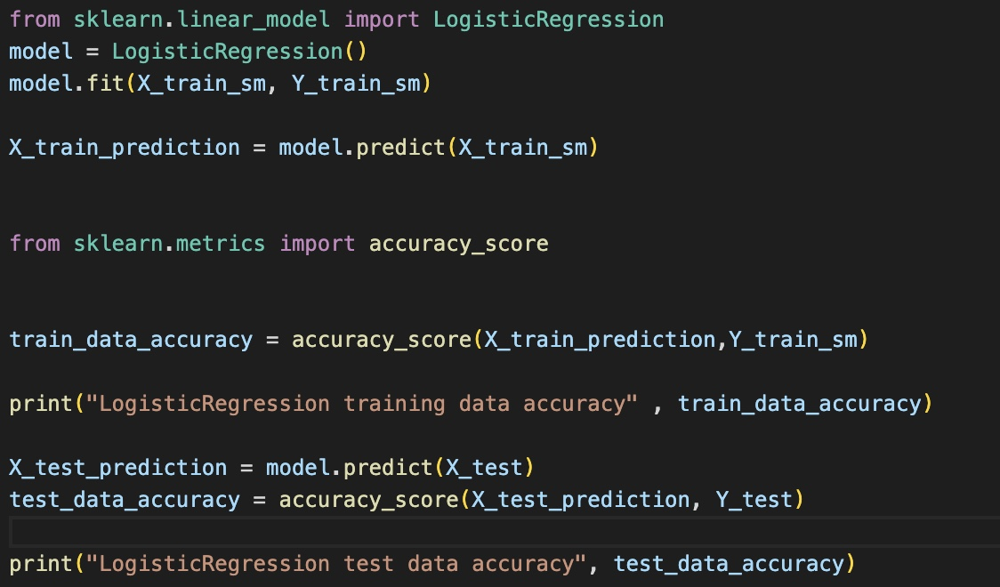 from sklearn.linear_model import LogisticRegression
model = LogisticRegression()
model.fit(X_train_sm, Y_train_sm)
X_train_prediction = model.predict(X_train_sm)
from sklearn.metrics import accuracy_score
train_data_accuracy = accuracy_score(X_train_prediction,Y_train_sm)
print("LogisticRegression training data accuracy" , train_data_accuracy)
X_test_prediction = model.predict(X_test)
test_data_accuracy = accuracy_score(X_test_prediction, Y_test)
print("LogisticRegression test data accuracy", test_data_accuracy)